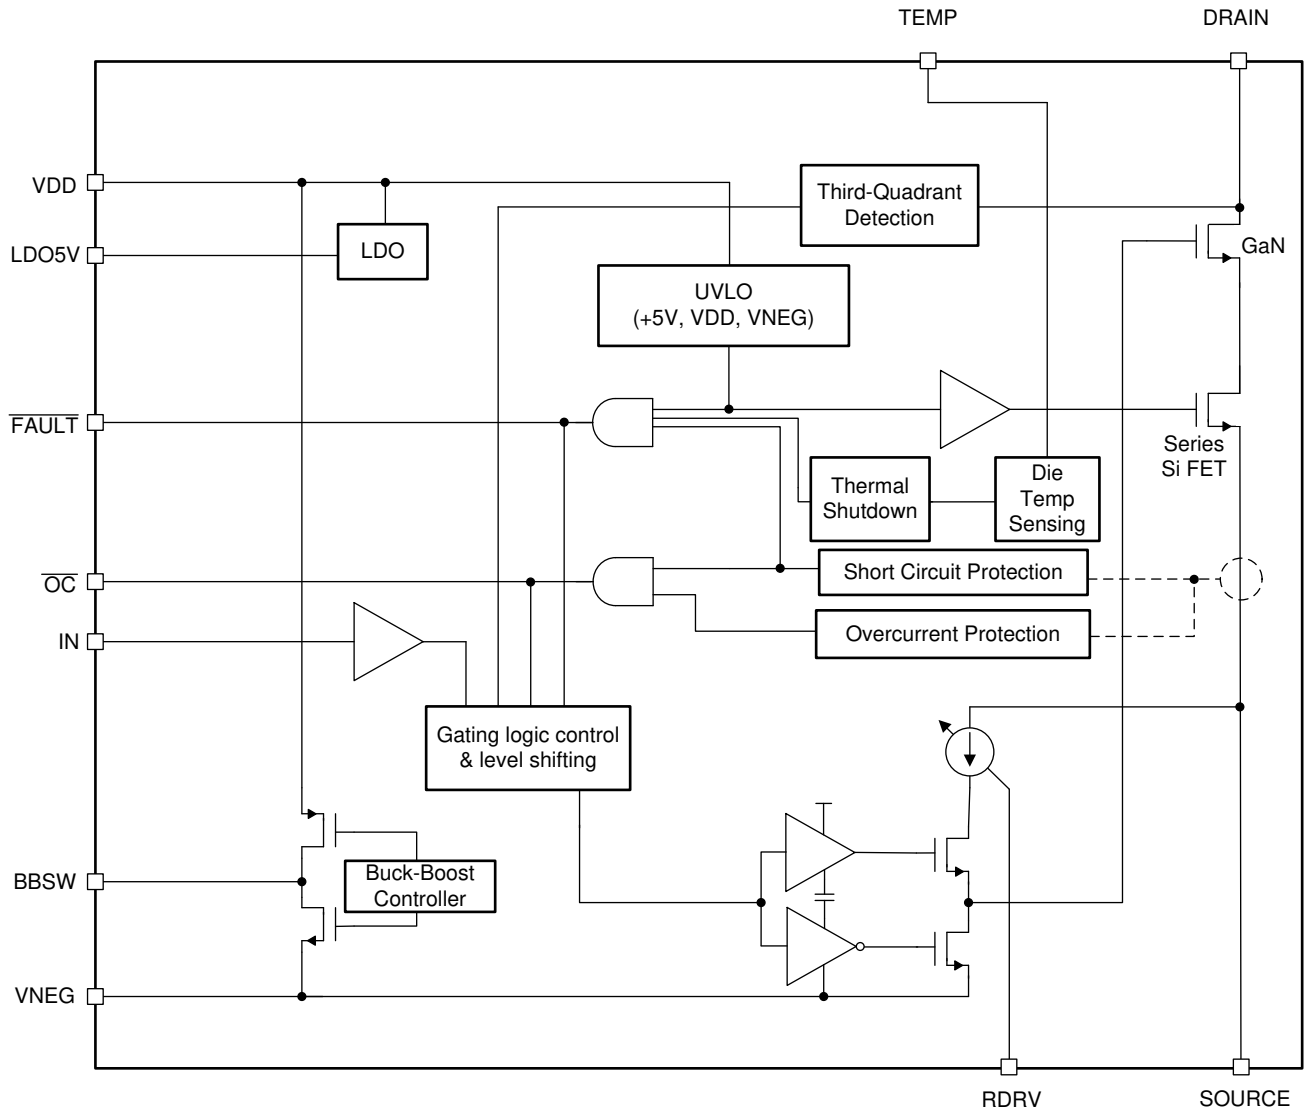 TEMP
DRAIN
VDD
Third-Quadrant
Detection
LDO5V
LDO
GaN
UVLO
(+5V, VDD, VNEG)
FAULT
Series
Si FET
Thermal
Shutdown
Die
Temp
Sensing
OC
Short Circuit Protection
IN
Overcurrent Protection
Gating logic control
& level shifting
BBSW
Buck-Boost
Controller
VNEG
RDRV
SOURCE